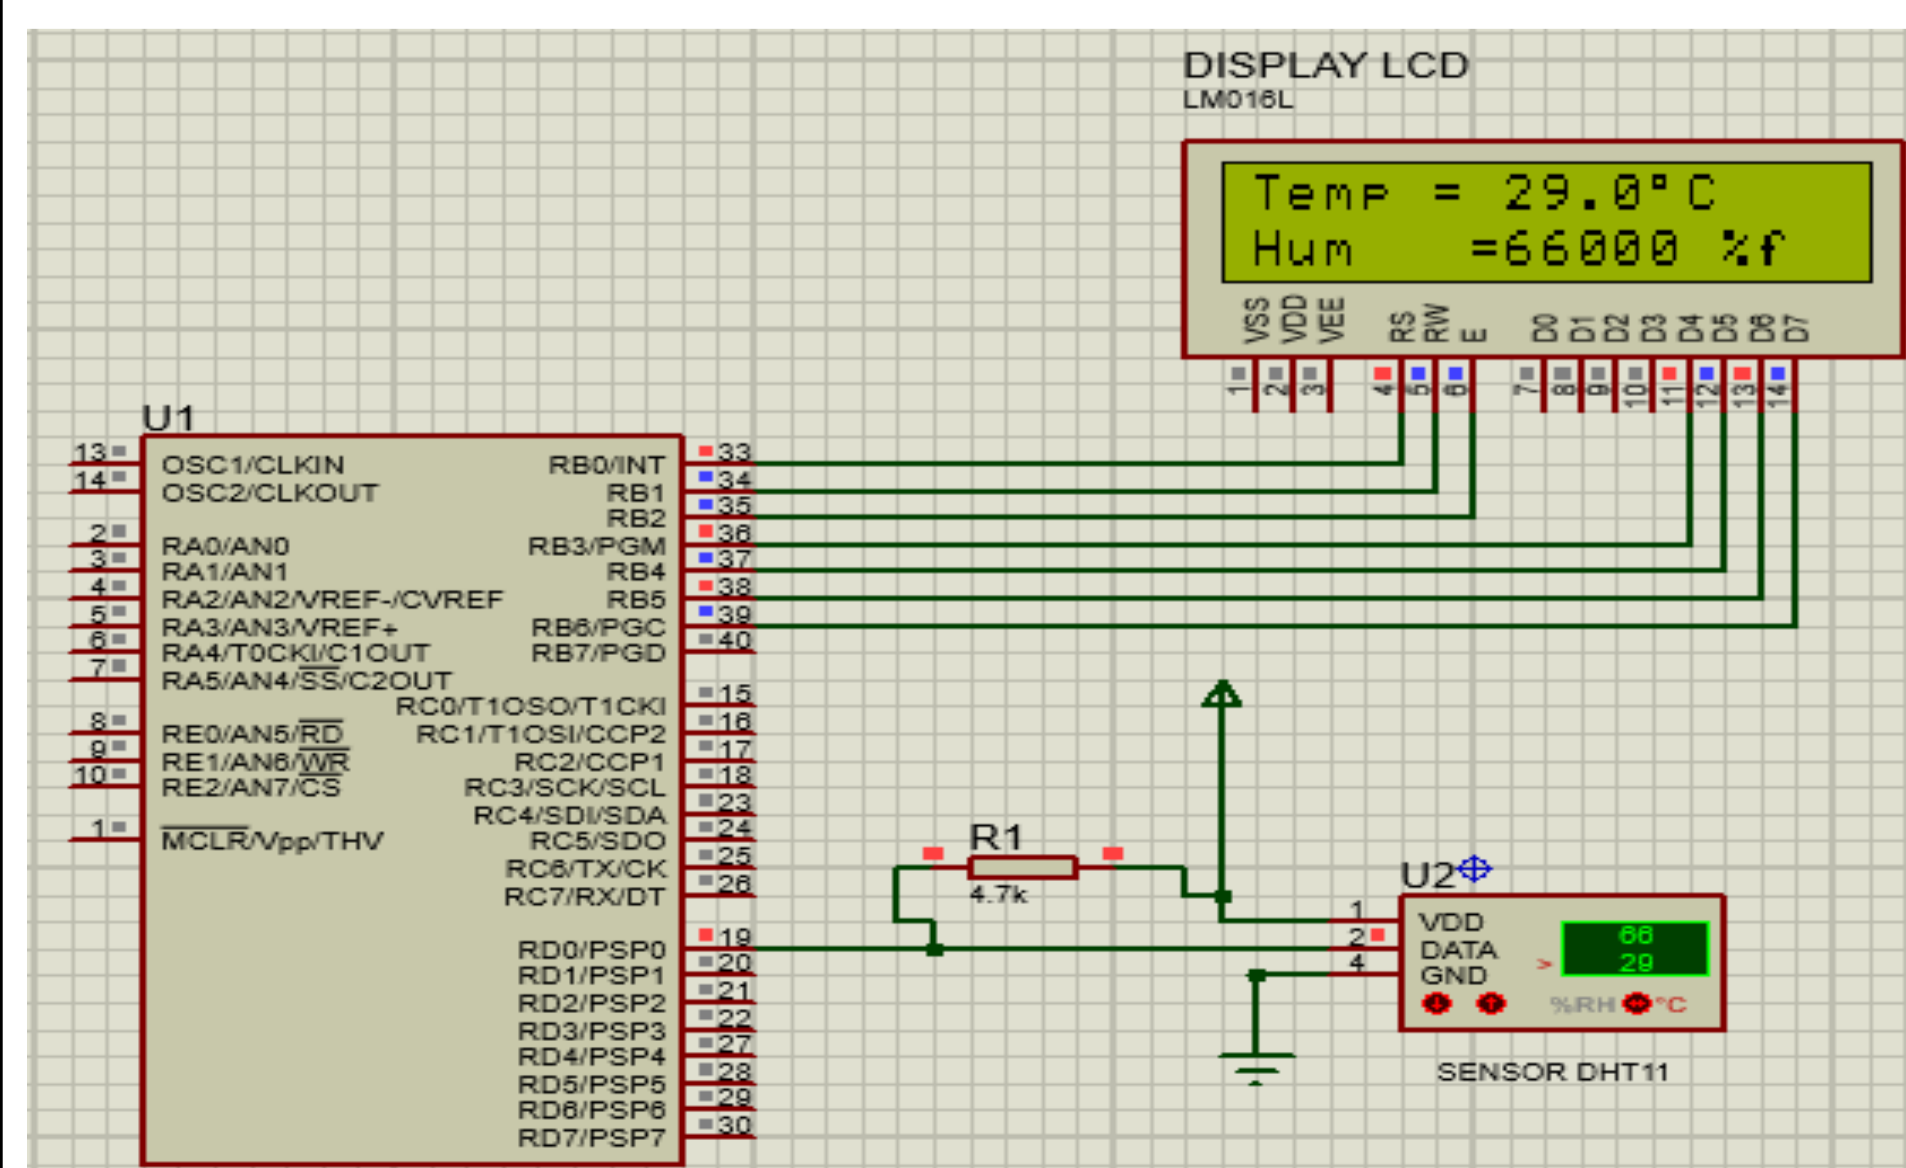 DISPLAY LCD
LM016L
Temp = 29.0°C
Hum =66000 %f
VSS VDD VEE RS RW E D0 D1 D2 D3 D4 D5 D6 D7
1 2 3 4 5 6 7 8 9 10 11 12 13 14
U1
13 OSC1/CLKIN RB0/INT 33
14 OSC2/CLKOUT RB1 34
RB2 35
2 RA0/AN0 RB3/PGM 36
3 RA1/AN1 RB4 37
4 RA2/AN2/VREF-/CVREF RB5 38
5 RA3/AN3/VREF+ RB6/PGC 39
6 RA4/T0CKI/C1OUT RB7/PGD 40
7 RA5/AN4/SS/C2OUT
RC0/T1OSO/T1CKI 15
8 RE0/AN5/RD RC1/T1OSI/CCP2 16
9 RE1/AN6/WR RC2/CCP1 17
10 RE2/AN7/CS RC3/SCK/SCL 18
RC4/SDI/SDA 23
1 MCLR/Vpp/THV RC5/SDO 24
RC6/TX/CK 25
RC7/RX/DT 26
RD0/PSP0 19
RD1/PSP1 20
RD2/PSP2 21
RD3/PSP3 22
RD4/PSP4 27
RD5/PSP5 28
RD6/PSP6 29
RD7/PSP7 30
R1
4.7k
U2
1 VDD 66
2 DATA > 29
4 GND
%RH °C
SENSOR DHT11